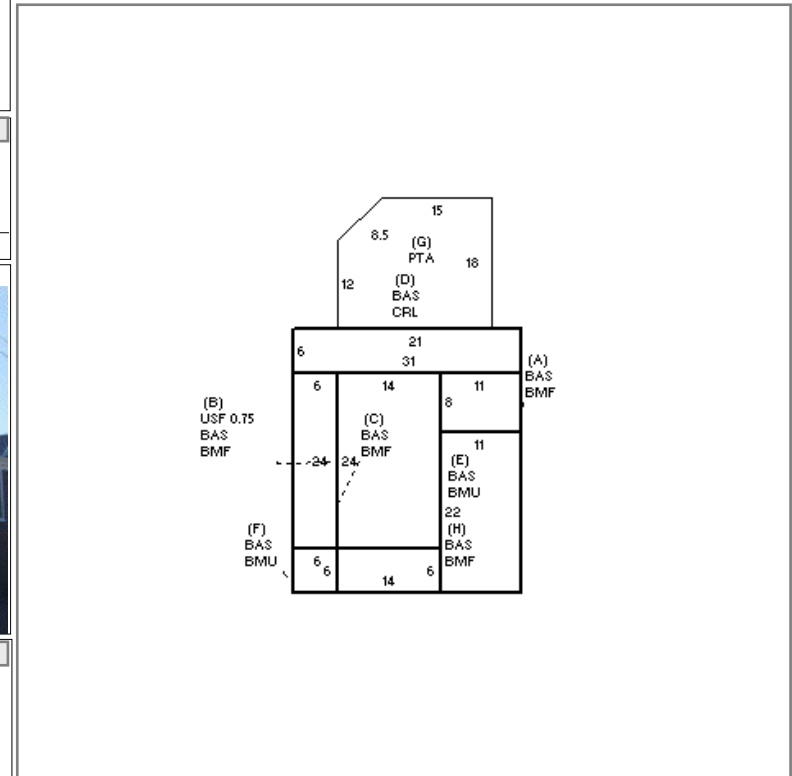 15
8.5
(G)
PTA
18
12
(D)
BAS
CRL
21
6
31
(A)
BAS
BMF
6
14
11
8
(B)
USF 0.75
BAS
BMF
(C)
BAS
BMF
11
24
24
(E)
BAS
BMU
22
(F)
BAS
BMU
(H)
BAS
BMF
6
6
14
6